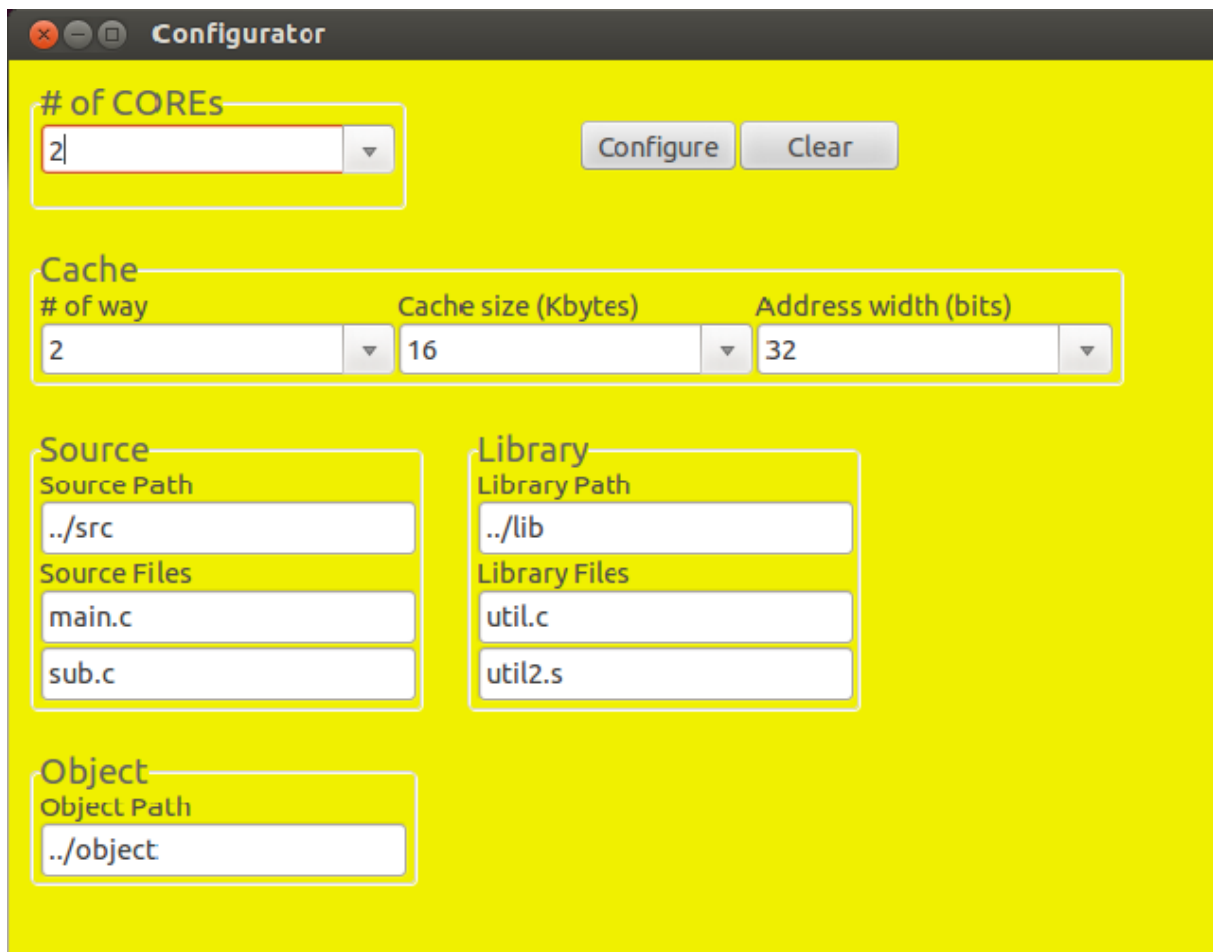 Configurator
# of COREs
2
Configure Clear
Cache
# of way Cache size (Kbytes) Address width (bits)
2 16 32
Source
Source Path
../src
Source Files
main.c
sub.c
Library
Library Path
../lib
Library Files
util.c
util2.s
Object
Object Path
../object